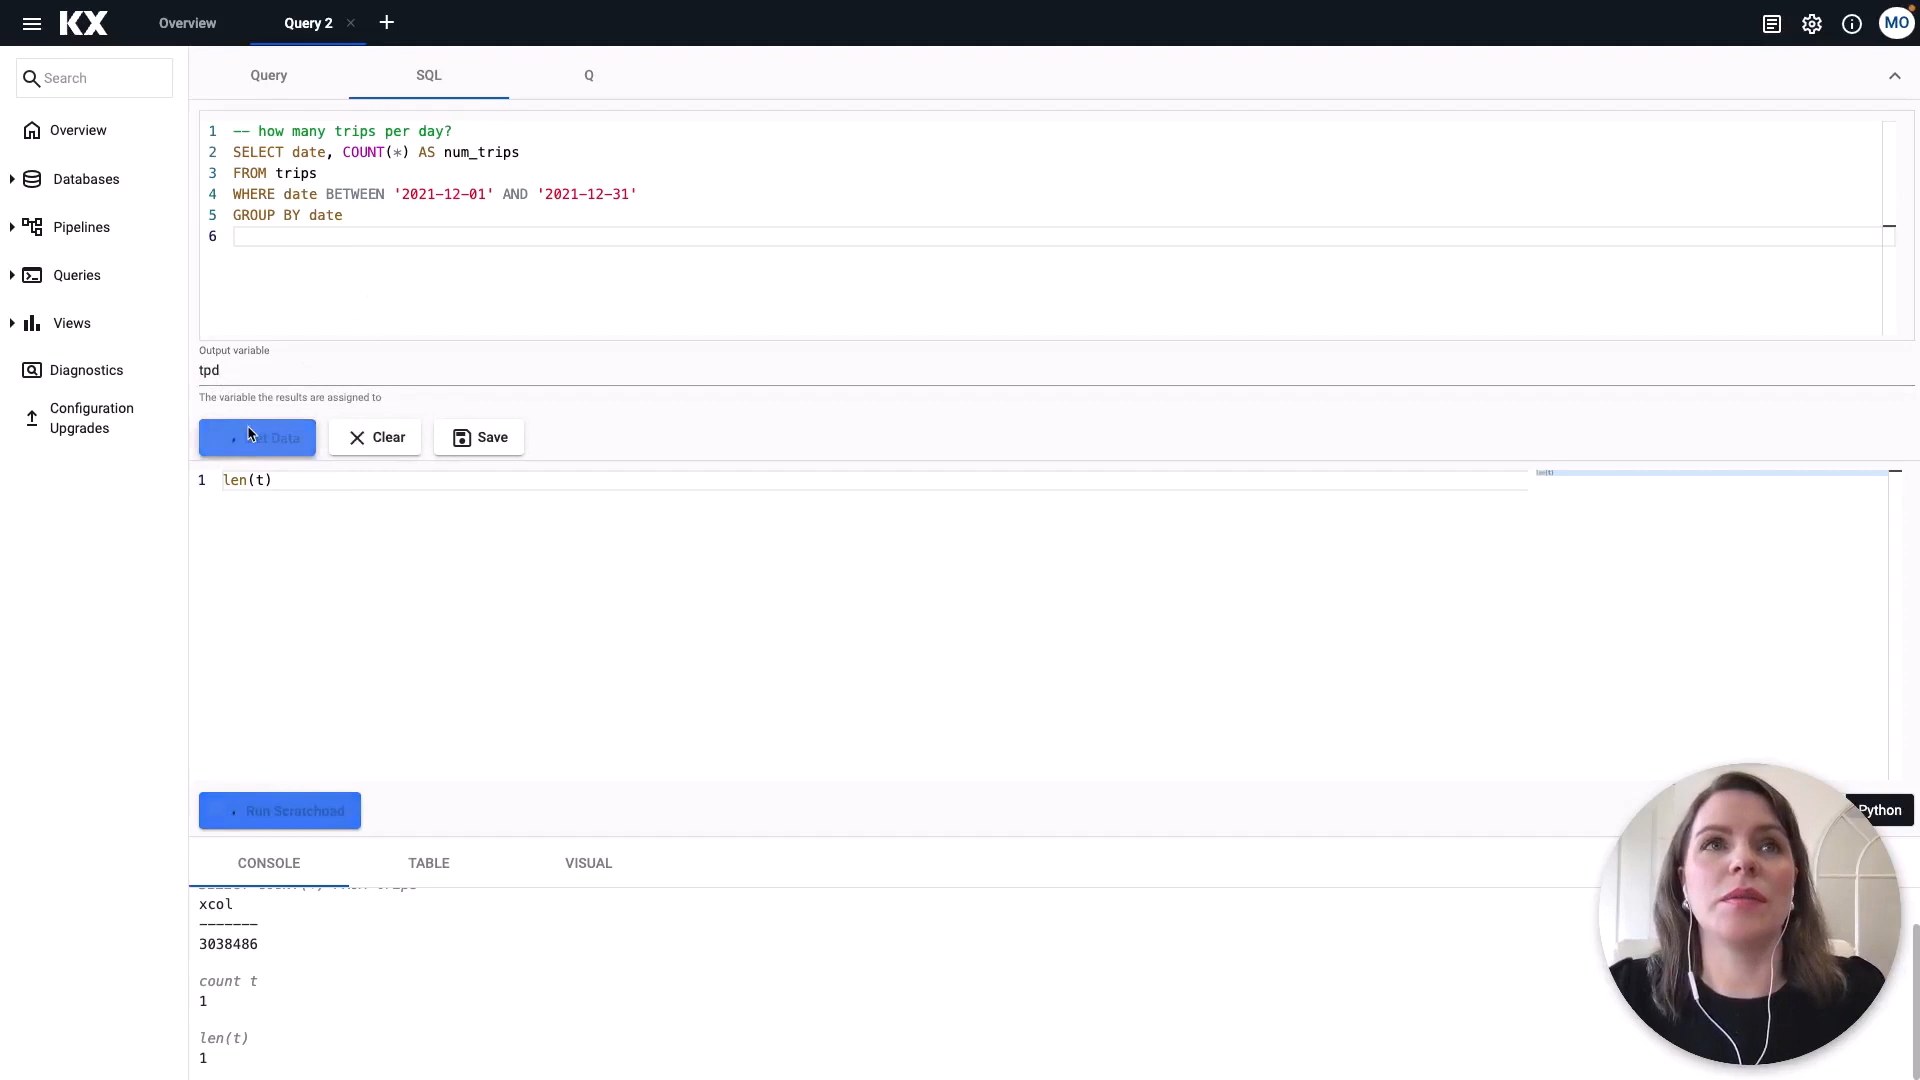 KX
Overview
Query 2
MO
Search
Overview
Databases
Pipelines
Queries
Views
Diagnostics
Configuration
Upgrades
Query
SQL
Q
1 -- how many trips per day?
2 SELECT date, COUNT(*) AS num_trips
3 FROM trips
4 WHERE date BETWEEN '2021-12-01' AND '2021-12-31'
5 GROUP BY date
6
Output variable
tpd
The variable the results are assigned to
Data
Clear
Save
1 len(t)
Run Scratchpad
Python
CONSOLE
TABLE
VISUAL
xcol
-------
3038486
count t
1
len(t)
1